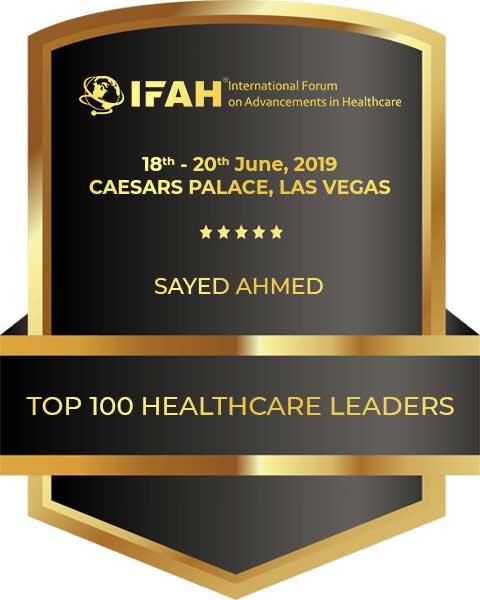 IFAH® International Forum
on Advancements in Healthcare
18th - 20th June, 2019
CAESARS PALACE, LAS VEGAS
SAYED AHMED
TOP 100 HEALTHCARE LEADERS